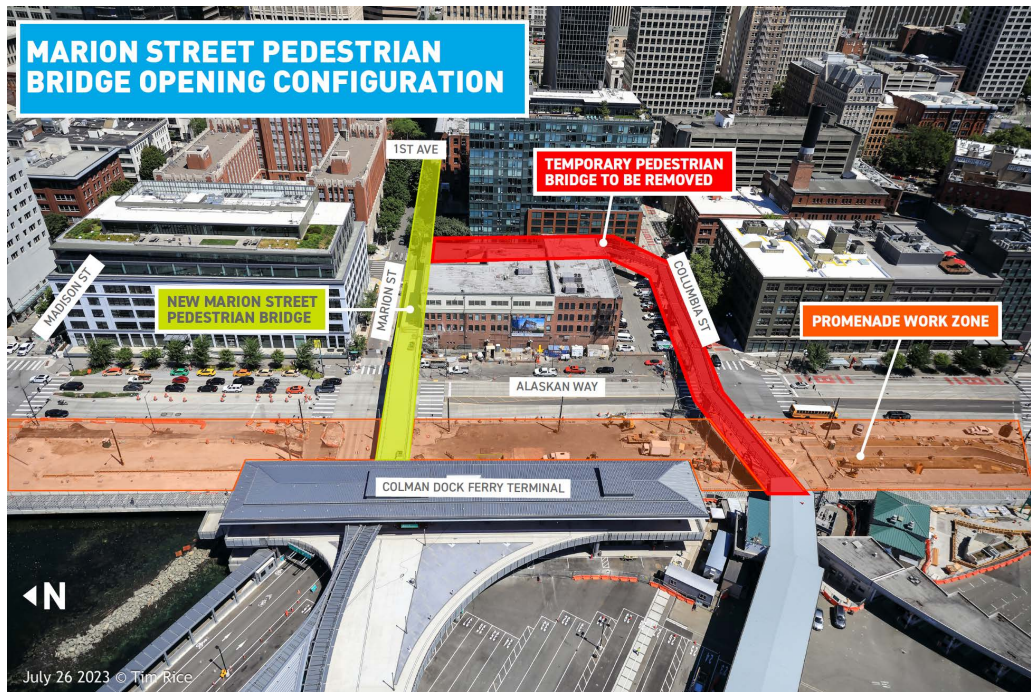 MARION STREET PEDESTRIAN
BRIDGE OPENING CONFIGURATION
1ST AVE
TEMPORARY PEDESTRIAN
BRIDGE TO BE REMOVED
MADISON ST
NEW MARION STREET
PEDESTRIAN BRIDGE
MARION ST
COLUMBIA ST
PROMENADE WORK ZONE
ALASKAN WAY
COLMAN DOCK FERRY TERMINAL
N
July 26 2023 © Tim Rice